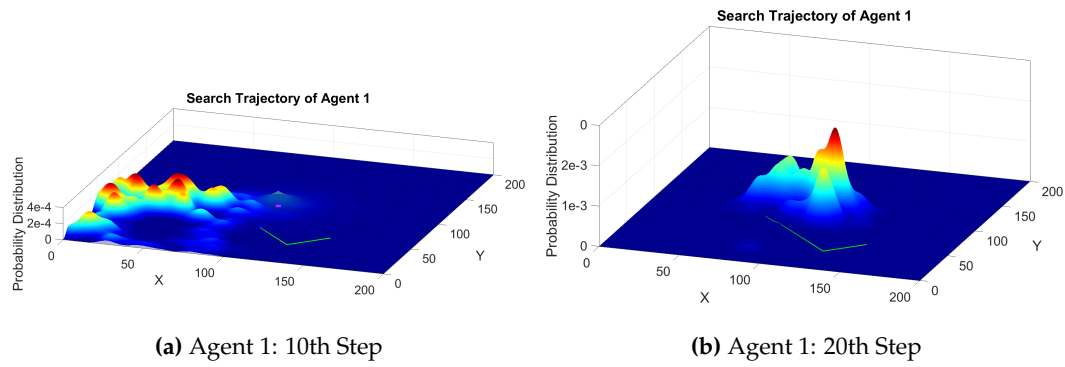 Search Trajectory of Agent 1
Probability Distribution
4e-4
2e-4
0
0
50
100
150
200
X
0
50
100
150
200
Y
(a) Agent 1: 10th Step
Search Trajectory of Agent 1
Probability Distribution
0
2e-3
1e-3
0
0
50
100
150
200
X
0
50
100
150
200
Y
(b) Agent 1: 20th Step